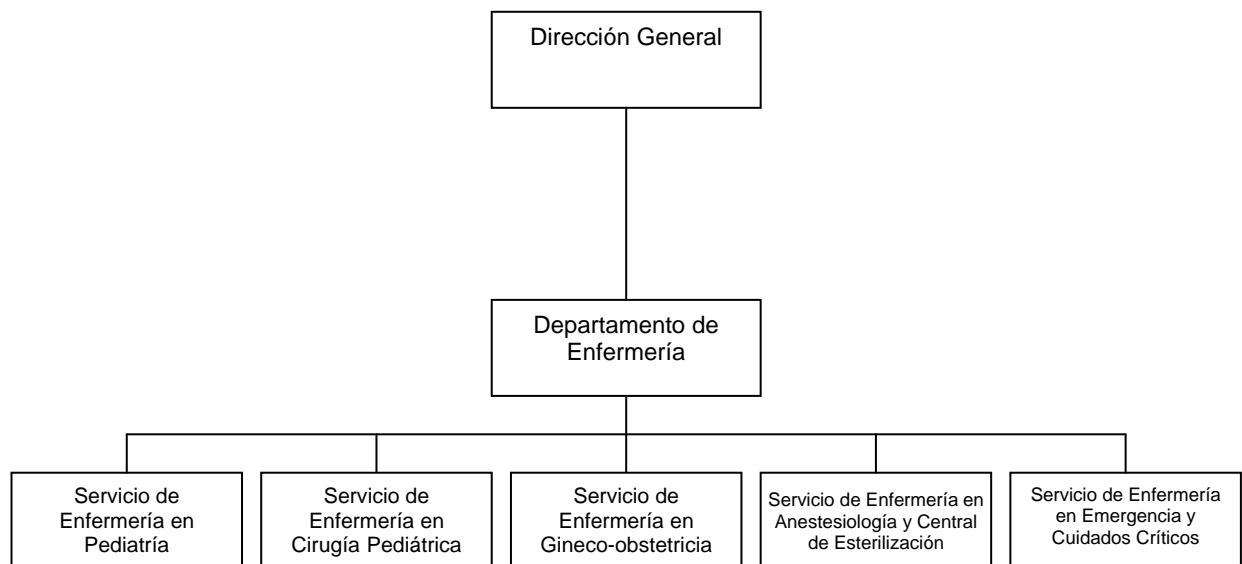 Dirección General
Departamento de
Enfermería
Servicio de
Enfermería en
Pediatría
Servicio de
Enfermería en
Cirugía Pediátrica
Servicio de
Enfermería en
Gineco-obstetricia
Servicio de Enfermería en
Anestesiología y Central
de Esterilización
Servicio de Enfermería
en Emergencia y
Cuidados Críticos